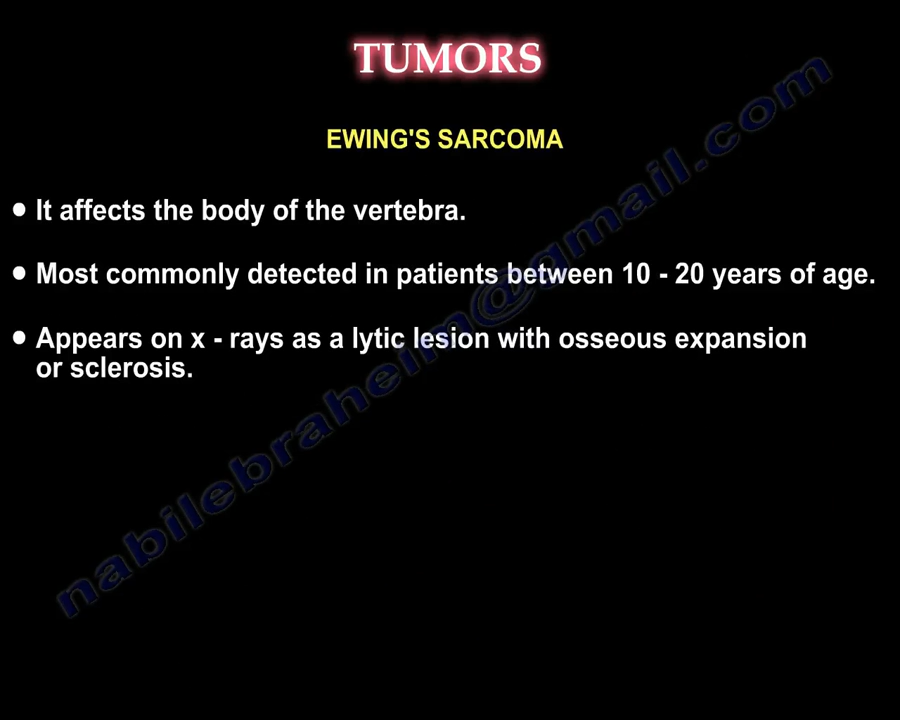 TUMORS
EWING'S SARCOMA
• It affects the body of the vertebra.
• Most commonly detected in patients between 10 - 20 years of age.
• Appears on x - rays as a lytic lesion with osseous expansion
or sclerosis.
nabilebraheim@gmail.com